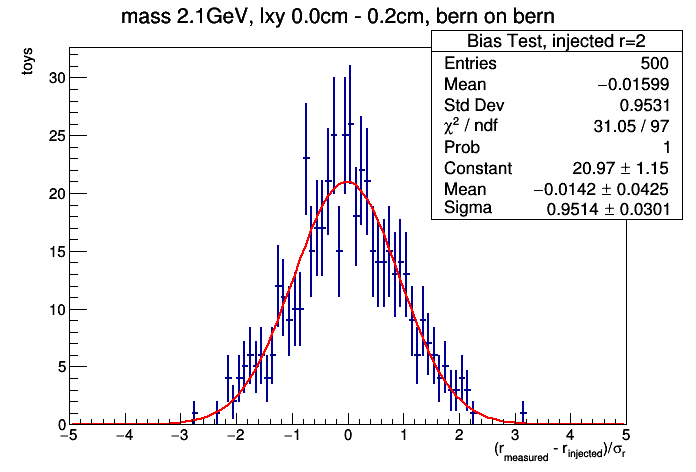 mass 2.1GeV, lxy 0.0cm - 0.2cm, bern on bern
Bias Test, injected r=2
Entries 500
Mean −0.01599
Std Dev 0.9531
χ² / ndf 31.05 / 97
Prob 1
Constant 20.97 ± 1.15
Mean −0.0142 ± 0.0425
Sigma 0.9514 ± 0.0301
toys
30
25
20
15
10
5
0
−5 −4 −3 −2 −1 0 1 2 3 4 5
(r_measured - r_injected)/σ_r